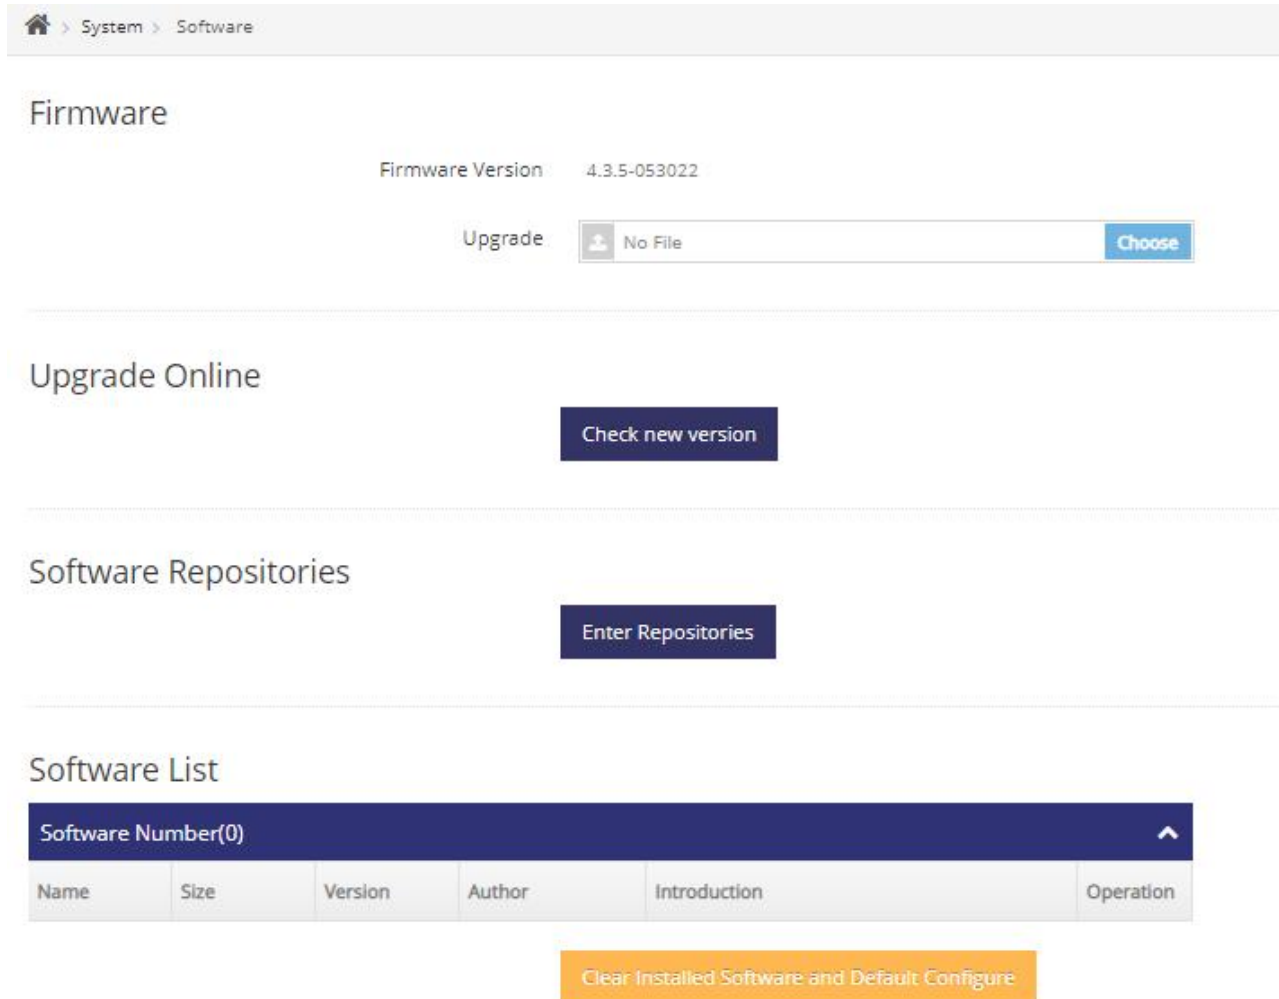 System > Software
Firmware
Firmware Version 4.3.5-053022
Upgrade No File Choose
Upgrade Online
Check new version
Software Repositories
Enter Repositories
Software List
Software Number(0)
Name Size Version Author Introduction Operation
Clear Installed Software and Default Configure